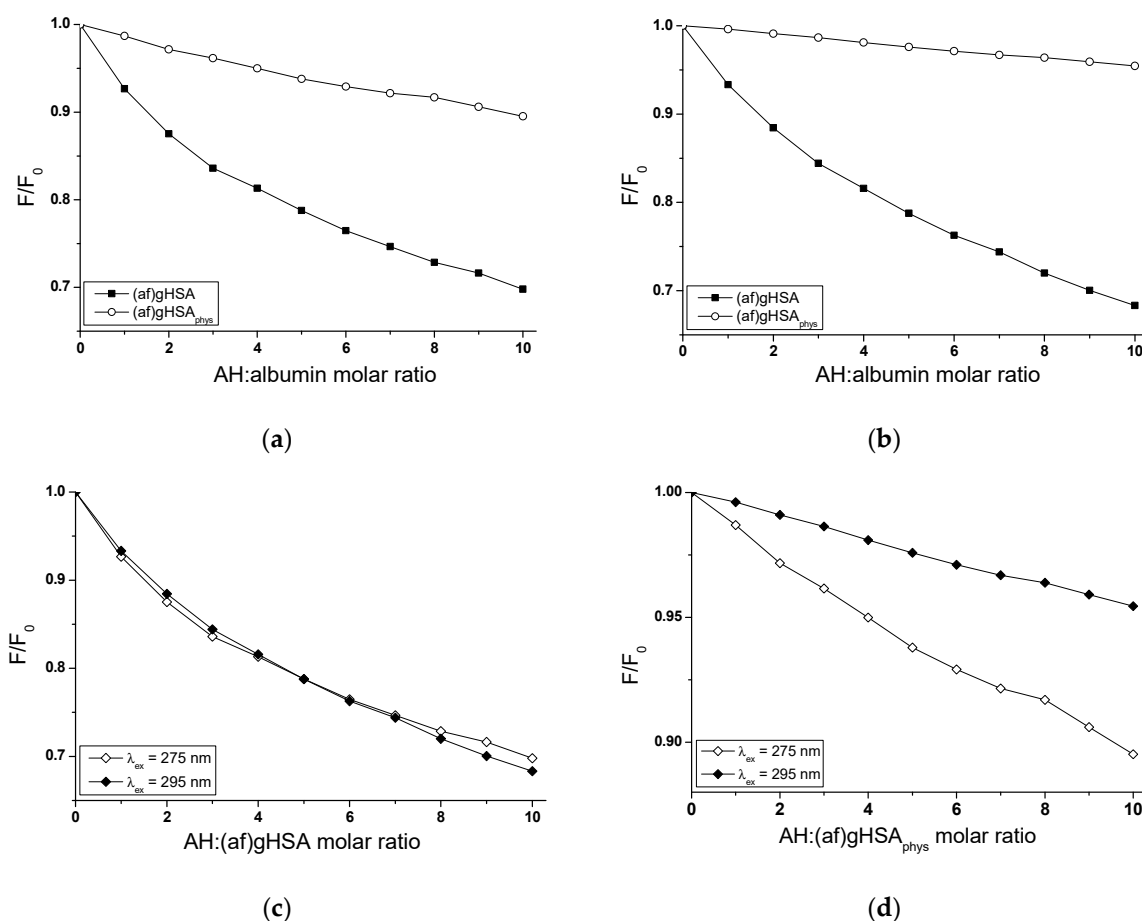 1.0
0.9
0.8
0.7
F/F₀
0 2 4 6 8 10
AH:albumin molar ratio
(af)gHSA
(af)gHSAphys
(a)
1.0
0.9
0.8
0.7
F/F₀
0 2 4 6 8 10
AH:albumin molar ratio
(af)gHSA
(af)gHSAphys
(b)
1.0
0.9
0.8
0.7
F/F₀
0 2 4 6 8 10
AH:(af)gHSA molar ratio
λex = 275 nm
λex = 295 nm
(c)
1.00
0.95
0.90
F/F₀
0 2 4 6 8 10
AH:(af)gHSAphys molar ratio
λex = 275 nm
λex = 295 nm
(d)